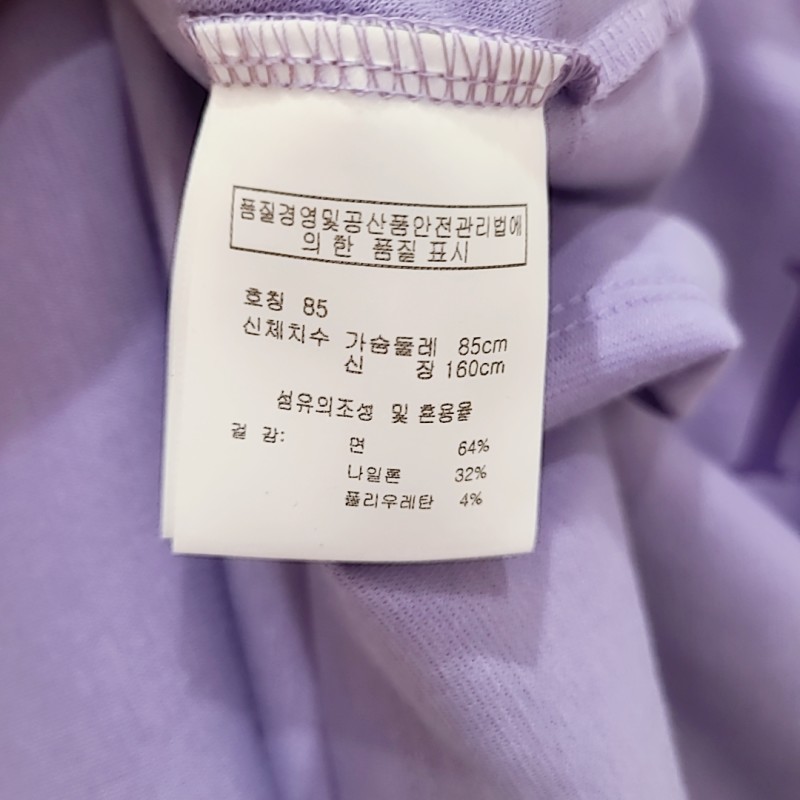 품질경영및공산품안전관리법에
의 한 품질 표시
호칭 85
신체치수 가슴둘레 85cm
신 장 160cm
섬유의조성 및 혼용율
겉 감:
면 64%
나일론 32%
폴리우레탄 4%